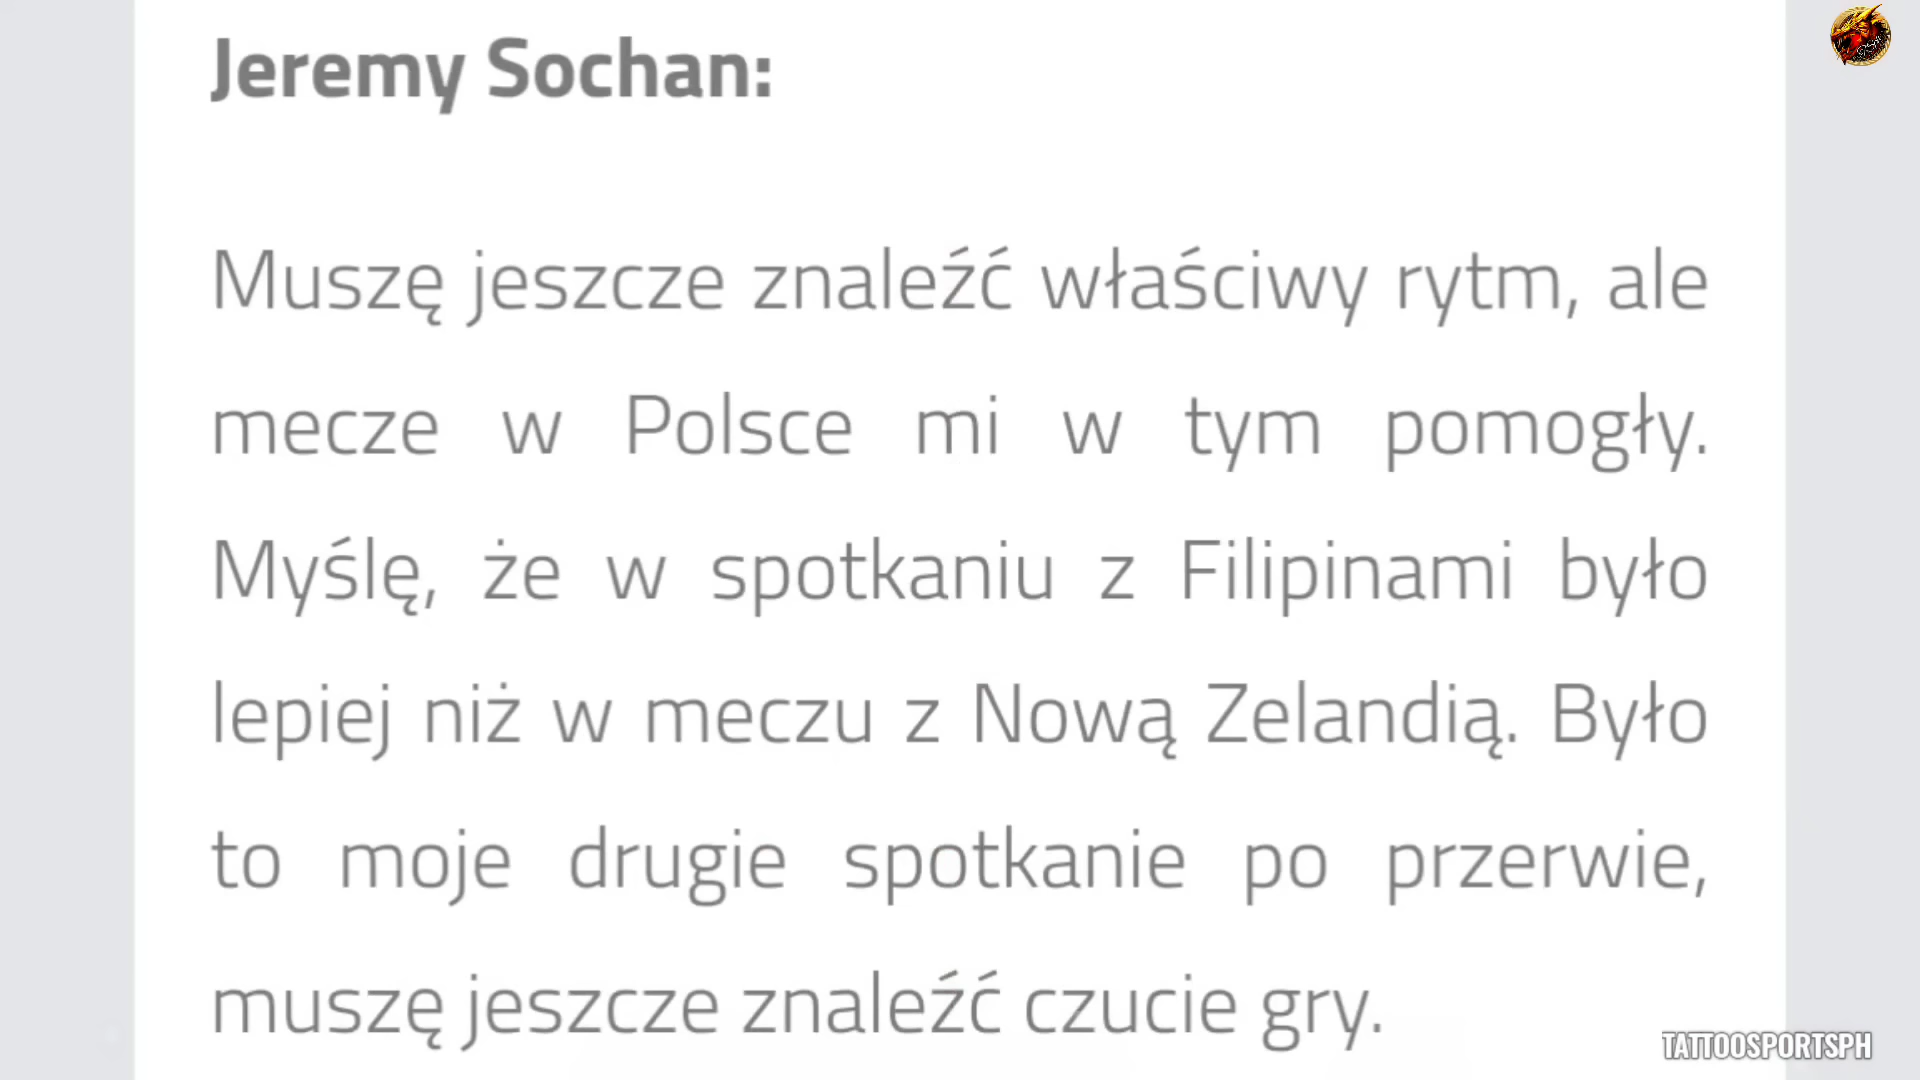 Jeremy Sochan:
Muszę jeszcze znaleźć właściwy rytm, ale
mecze w Polsce mi w tym pomogły.
Myślę, że w spotkaniu z Filipinami było
lepiej niż w meczu z Nową Zelandią. Było
to moje drugie spotkanie po przerwie,
muszę jeszcze znaleźć czucie gry.
TATTOOSPORTSPH